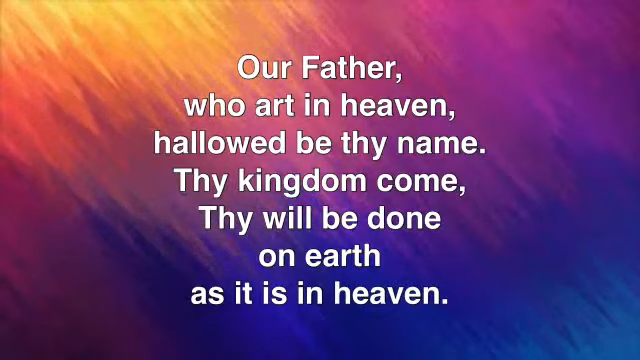 Our Father,
who art in heaven,
hallowed be thy name.
Thy kingdom come,
Thy will be done
on earth
as it is in heaven.